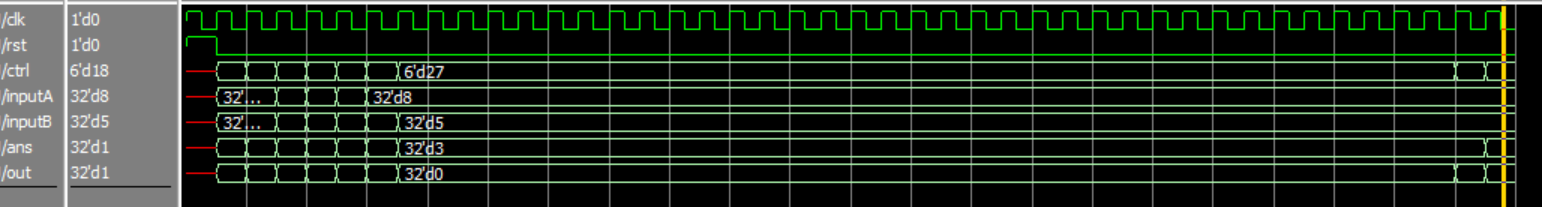 /clk 1'd0
/rst 1'd0
/ctrl 6'd18 6'd27
/inputA 32'd8 32'... 32'd8
/inputB 32'd5 32'... 32'd5
/ans 32'd1 32'd3
/out 32'd1 32'd0